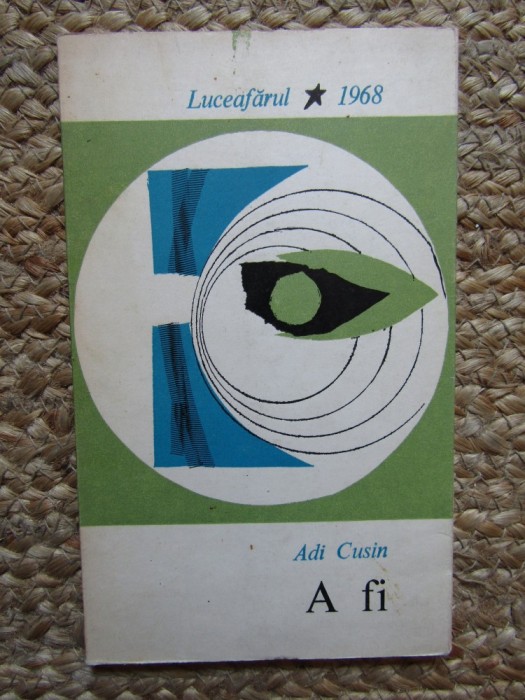 Luceafărul ★ 1968
Adi Cusin
A fi